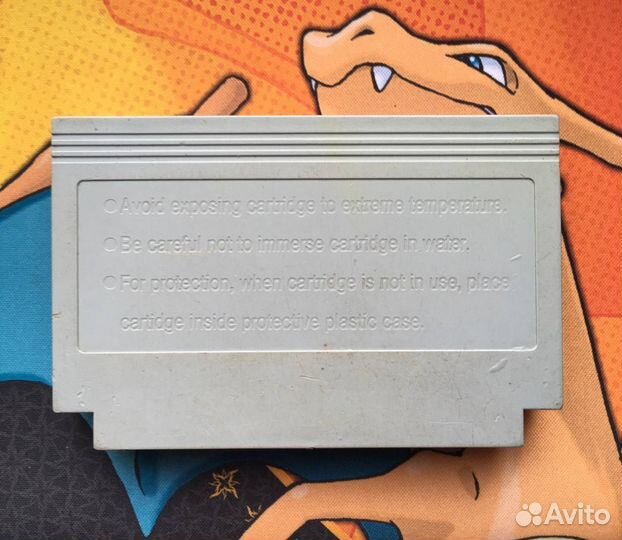 ○Avoid exposing cartridge to extreme temperature.
○Be careful not to immerse cartridge in water.
○For protection, when cartridge is not in use, place
cartidge inside protective plastic case.
Avito